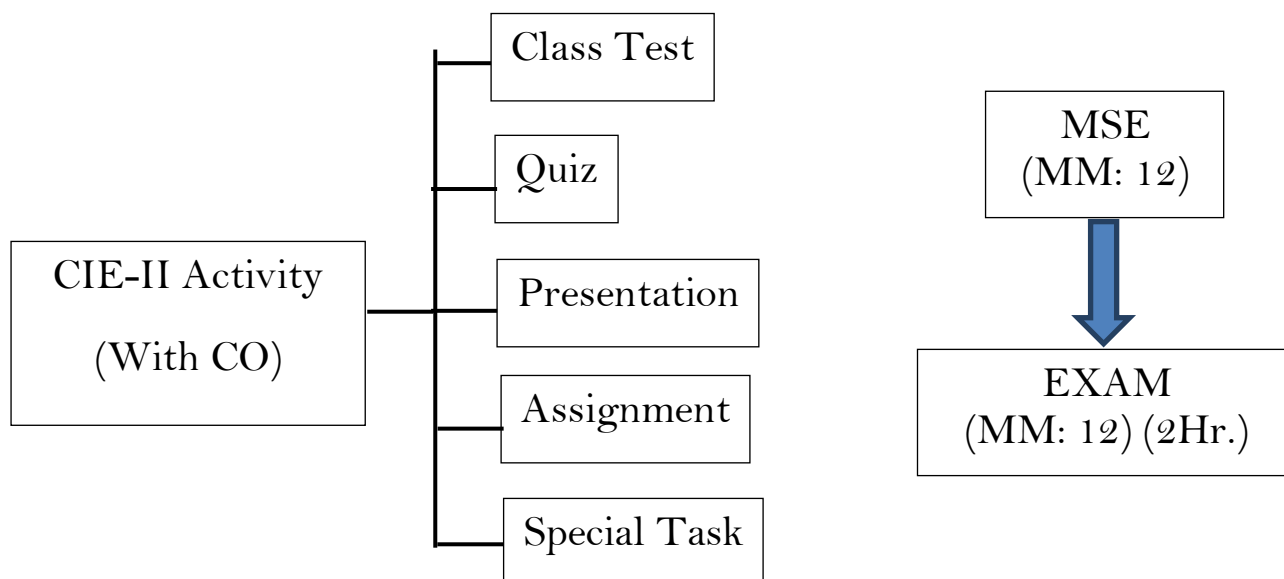 Class Test
Quiz
CIE-II Activity
(With CO)
Presentation
Assignment
Special Task
MSE
(MM: 12)
EXAM
(MM: 12) (2Hr.)